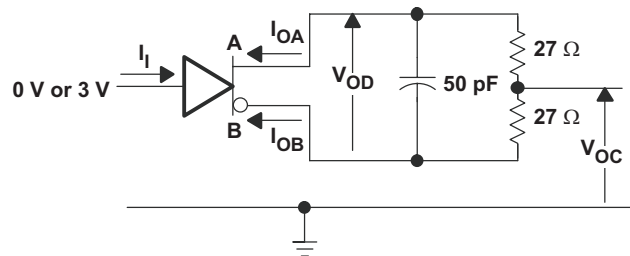 A
I_OA
I_I
0 V or 3 V
B
I_OB
V_OD
50 pF
27 Ω
27 Ω
V_OC